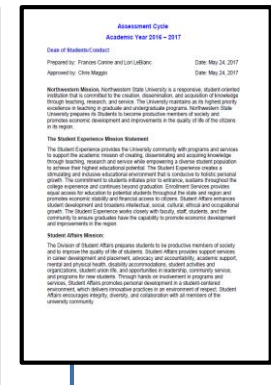 Assessment Cycle
Academic Year 2016 – 2017
Dean of Students/Conduct
Prepared by: Frances Conine and Lori LeBlanc Date: May 24, 2017
Approved by: Chris Maggio Date: May 24, 2017
Northwestern Mission. Northwestern State University is a responsive, student-oriented
institution that is committed to the creation, dissemination, and acquisition of knowledge
through teaching, research, and service. The University maintains as its highest priority
excellence in teaching in graduate and undergraduate programs. Northwestern State
University prepares its Students to become productive members of society and
promotes economic development and improvements in the quality of life of the citizens
in its region.
The Student Experience Mission Statement
The Student Experience provides the University community with programs and services
to support the academic mission of creating, disseminating and acquiring knowledge
through teaching, research and service while empowering a diverse student population
to achieve their highest educational potential. The Student Experience creates a
stimulating and inclusive educational environment that is conducive to holistic personal
growth. The commitment to students initiates prior to entrance, sustains throughout the
college experience and continues beyond graduation. Enrollment Services provides
equal access for education to potential students throughout the state and region and
promotes economic stability and financial access to citizens. Student Affairs enhances
student development and broadens intellectual, social, cultural, ethical and occupational
growth. The Student Experience works closely with faculty, staff, students, and the
community to ensure graduates have the capability to promote economic development
and improvements in the region.
Student Affairs Mission:
The Division of Student Affairs prepares students to be productive members of society
and to improve the quality of life of students. Student Affairs provides support services
in career development and placement, advocacy and accountability, academic support,
mental and physical health, disability accommodations, student activities and
organizations, student union life, and opportunities in leadership, community service,
and programs for new students. Through hands on involvement in programs and
services, Student Affairs promotes personal development in a student-centered
environment, which delivers innovative practices in an environment of respect. Student
Affairs encourages integrity, diversity, and collaboration with all members of the
university community.